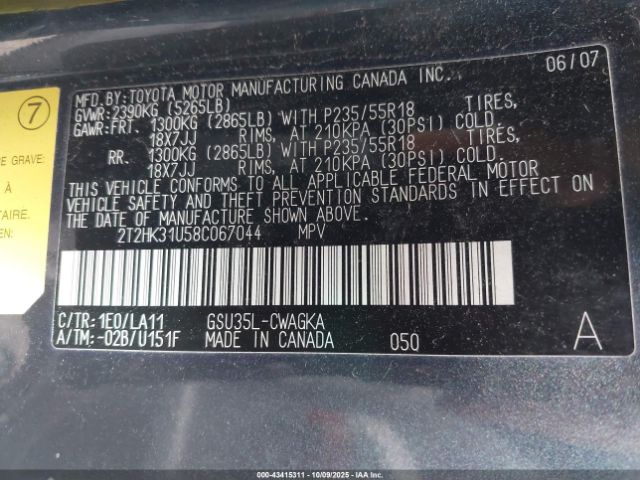 MFD.BY:TOYOTA MOTOR MANUFACTURING CANADA INC. 06/07
GVWR:2390KG (5265LB)
GAWR:FRT. 1300KG (2865LB) WITH P235/55R18 TIRES,
18X7JJ RIMS, AT 210KPA (30PSI) COLD.
RR. 1300KG (2865LB) WITH P235/55R18 TIRES,
18X7JJ RIMS, AT 210KPA (30PSI) COLD.
THIS VEHICLE CONFORMS TO ALL APPLICABLE FEDERAL MOTOR
VEHICLE SAFETY AND THEFT PREVENTION STANDARDS IN EFFECT ON
THE DATE OF MANUFACTURE SHOWN ABOVE.
2T2HK31U58C067044 MPV
C/TR:1E0/LA11 GSU35L-CWAGKA
A/TM:-02B/U151F MADE IN CANADA 05Q A
7
E GRAVE:
À
TAIRE.
EN:
000-43415311 - 10/09/2025 - IAA Inc.